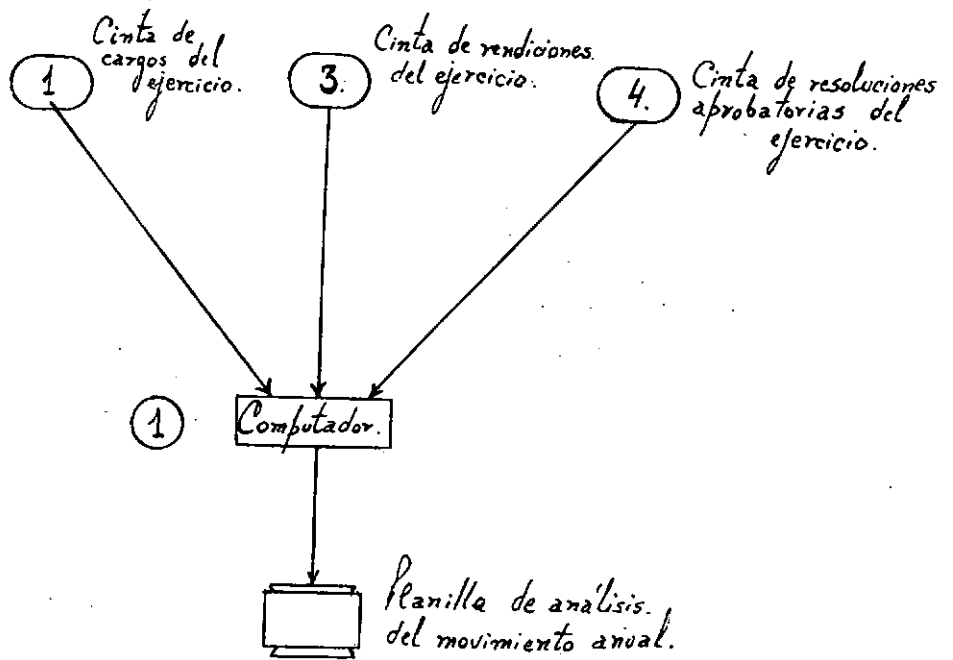 1
Cinta de
cargos del
ejercicio.
3.
Cinta de rendiciones.
del ejercicio.
4.
Cinta de resoluciones
aprobatorias del
ejercicio.
1
Computador.
Planilla de análisis.
del movimiento anual.